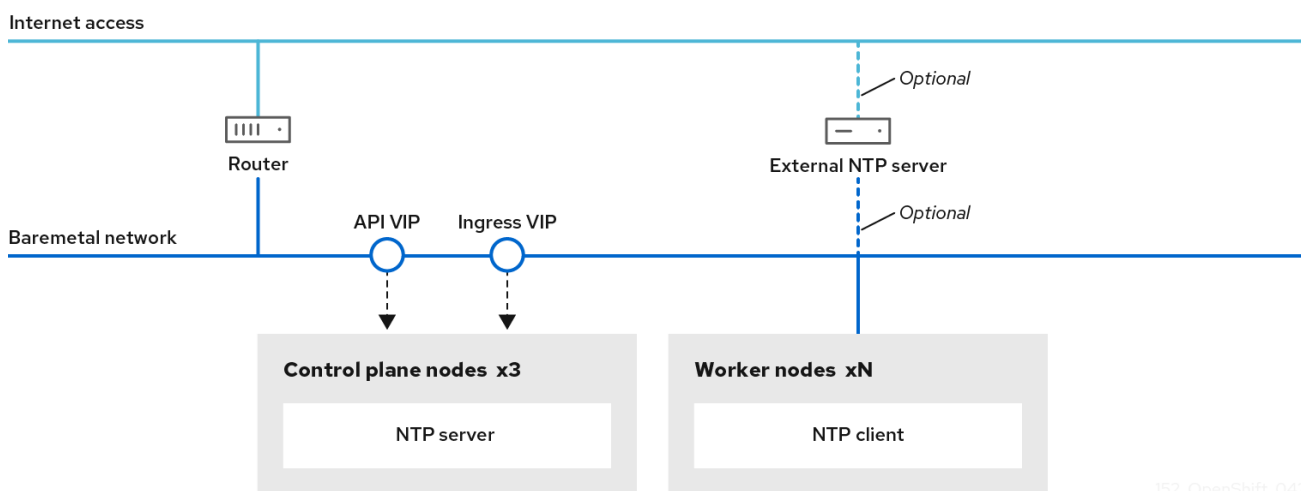 Internet access
Optional
Router
External NTP server
API VIP
Ingress VIP
Optional
Baremetal network
Control plane nodes x3
Worker nodes xN
NTP server
NTP client